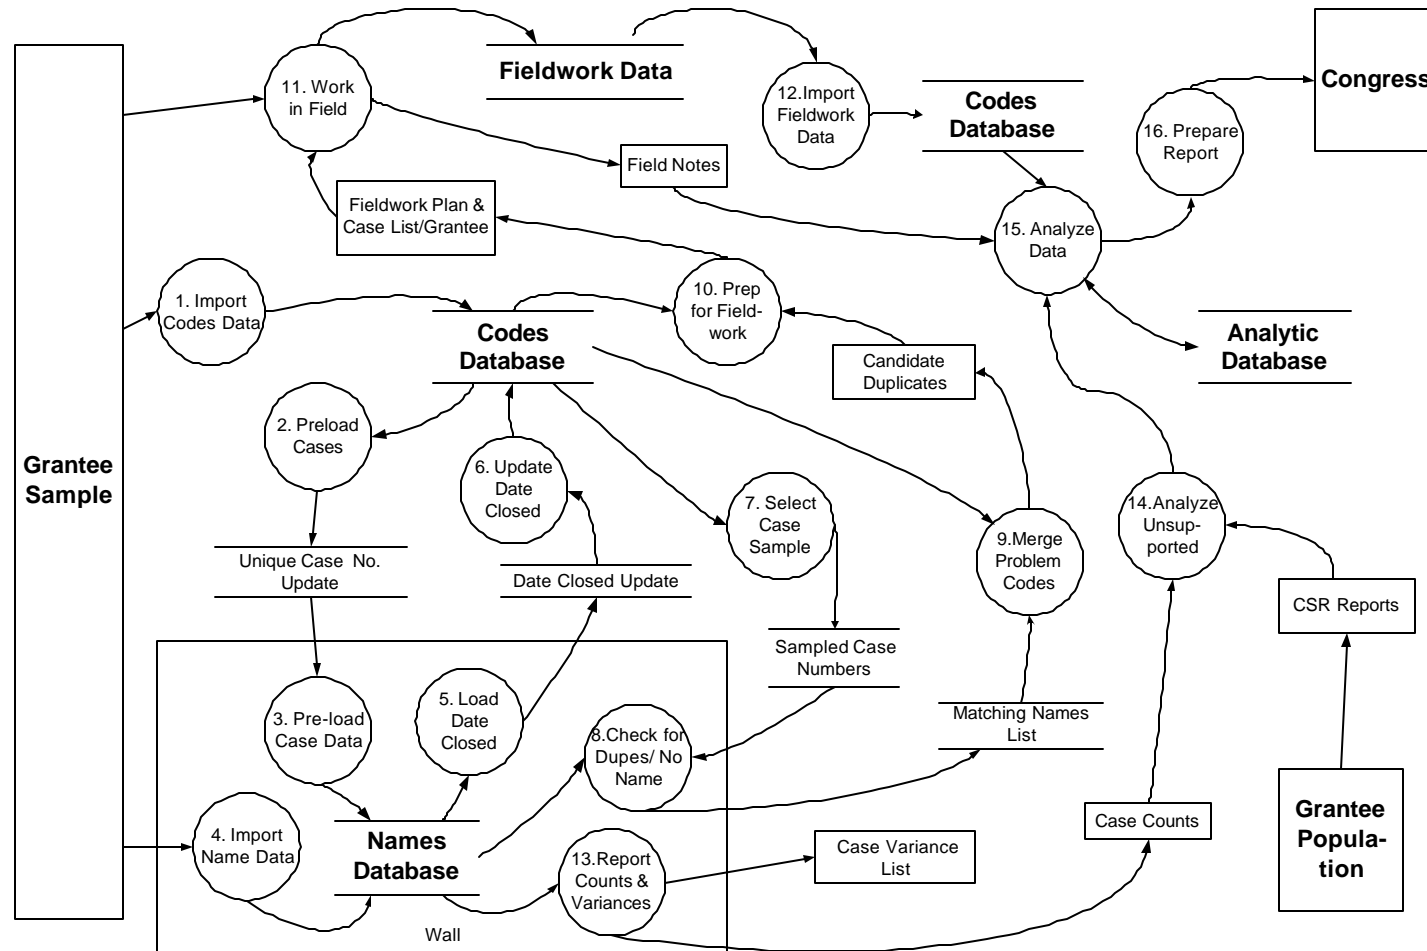 Fieldwork Data
Congress
11. Work
in Field
12.Import
Fieldwork
Data
Codes
Database
16. Prepare
Report
Field Notes
Fieldwork Plan &
Case List/Grantee
15. Analyze
Data
1. Import
Codes Data
10. Prep
for Field-
work
Codes
Database
Candidate
Duplicates
Analytic
Database
2. Preload
Cases
Grantee
Sample
6. Update
Date
Closed
7. Select
Case
Sample
9.Merge
Problem
Codes
14.Analyze
Unsup-
ported
Unique Case No.
Update
Date Closed Update
CSR Reports
Sampled Case
Numbers
3. Pre-load
Case Data
5. Load
Date
Closed
8.Check for
Dupes/ No
Name
Matching Names
List
4. Import
Name Data
Names
Database
13.Report
Counts &
Variances
Case Variance
List
Case Counts
Grantee
Popula-
tion
Wall